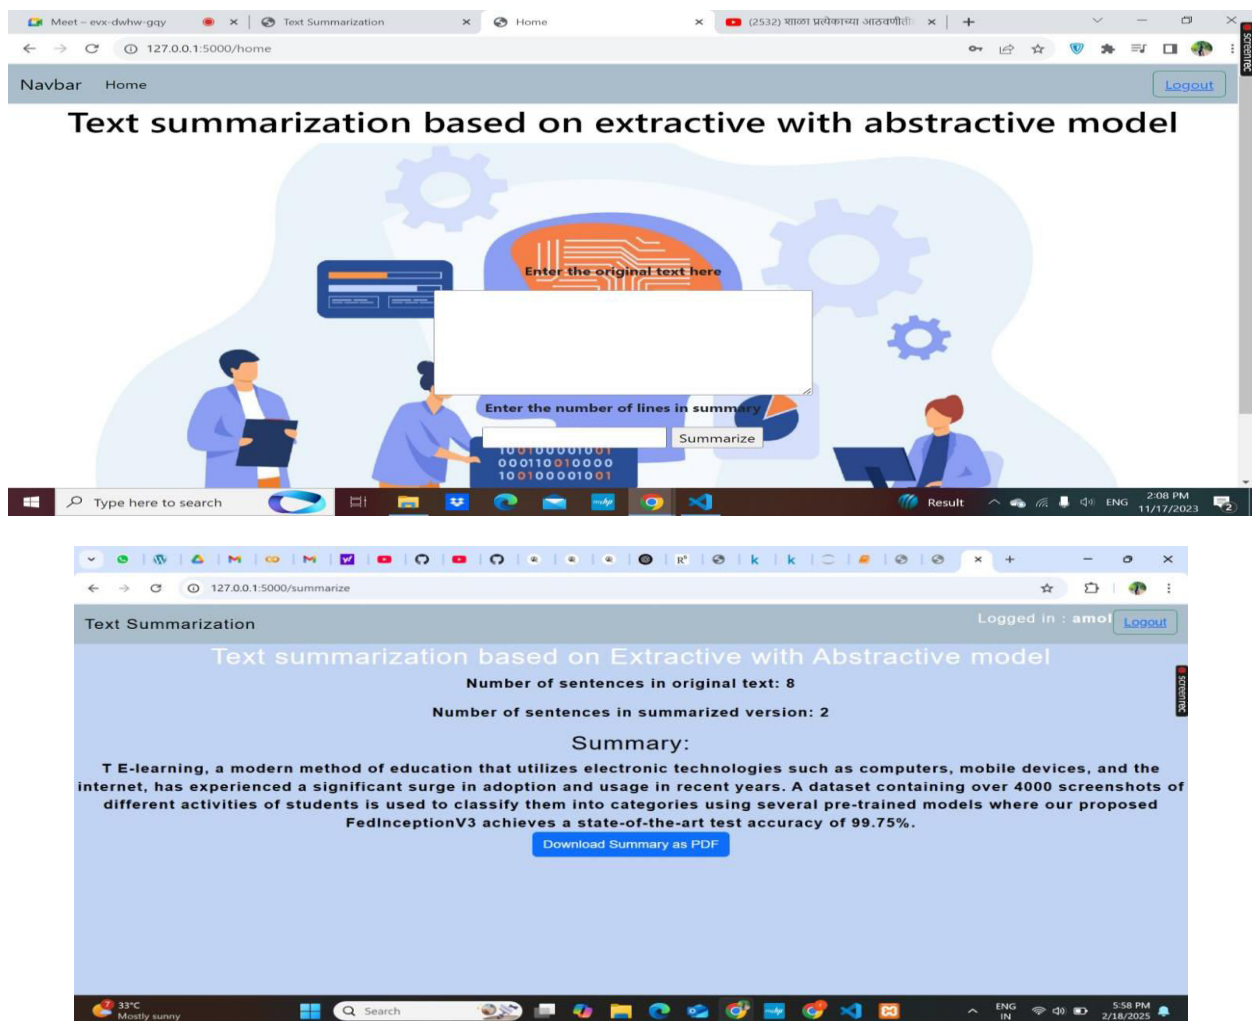 Meet – evx-dwhw-gqy
Text Summarization
Home
(2532) शाळा प्रत्येकाच्या आठवणीती
127.0.0.1:5000/home
screenrec
Navbar Home Logout
Text summarization based on extractive with abstractive model
Enter the original text here
Enter the number of lines in summary
Summarize
100100001001
000110010000
100100001001
Type here to search
Result
ENG
2:08 PM
11/17/2023
2
127.0.0.1:5000/summarize
Text Summarization
Logged in : amol
Logout
screenrec
Text summarization based on Extractive with Abstractive model
Number of sentences in original text: 8
Number of sentences in summarized version: 2
Summary:
T E-learning, a modern method of education that utilizes electronic technologies such as computers, mobile devices, and the
internet, has experienced a significant surge in adoption and usage in recent years. A dataset containing over 4000 screenshots of
different activities of students is used to classify them into categories using several pre-trained models where our proposed
FedInceptionV3 achieves a state-of-the-art test accuracy of 99.75%.
Download Summary as PDF
7
33°C
Mostly sunny
Search
ENG
IN
5:58 PM
2/18/2025